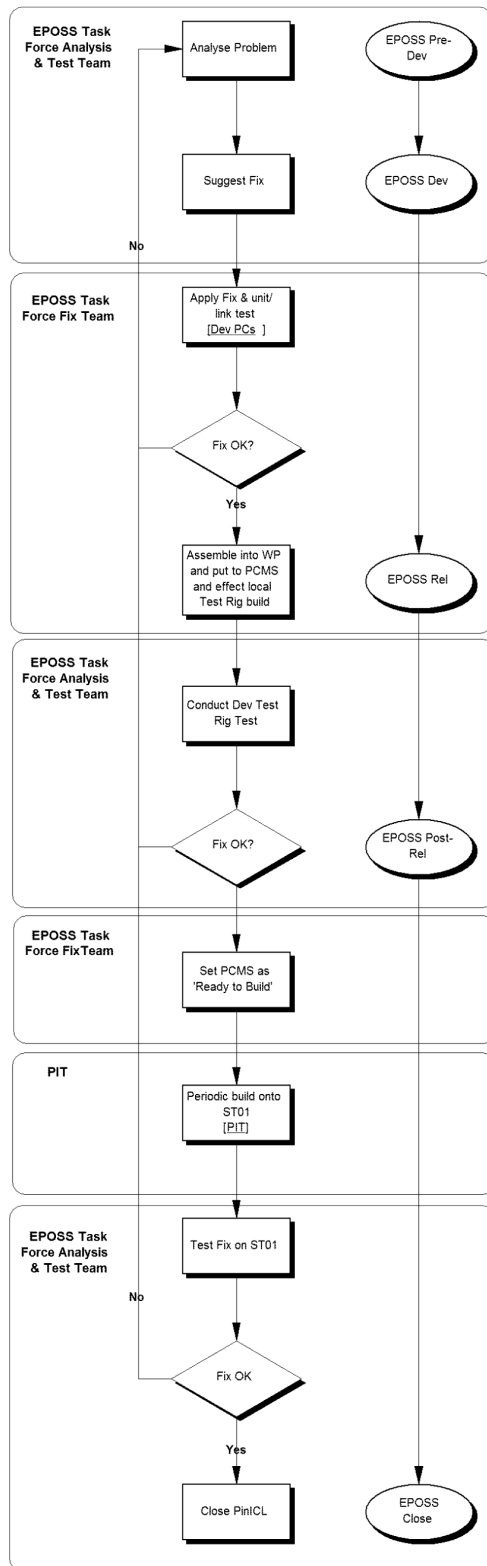 EPOSS Task
Force Analysis
& Test Team
Analyse Problem
EPOSS Pre-
Dev
Suggest Fix
EPOSS Dev
No
EPOSS Task
Force Fix Team
Apply Fix & unit/
link test
[Dev PCs ]
Fix OK?
Yes
Assemble into WP
and put to PCMS
and effect local
Test Rig build
EPOSS Rel
EPOSS Task
Force Analysis
& Test Team
Conduct Dev Test
Rig Test
Fix OK?
EPOSS Post-
Rel
EPOSS Task
Force FixTeam
Set PCMS as
'Ready to Build'
PIT
Periodic build onto
ST01
[PIT]
EPOSS Task
Force Analysis
& Test Team
Test Fix on ST01
No
Fix OK
Yes
Close PinICL
EPOSS
Close